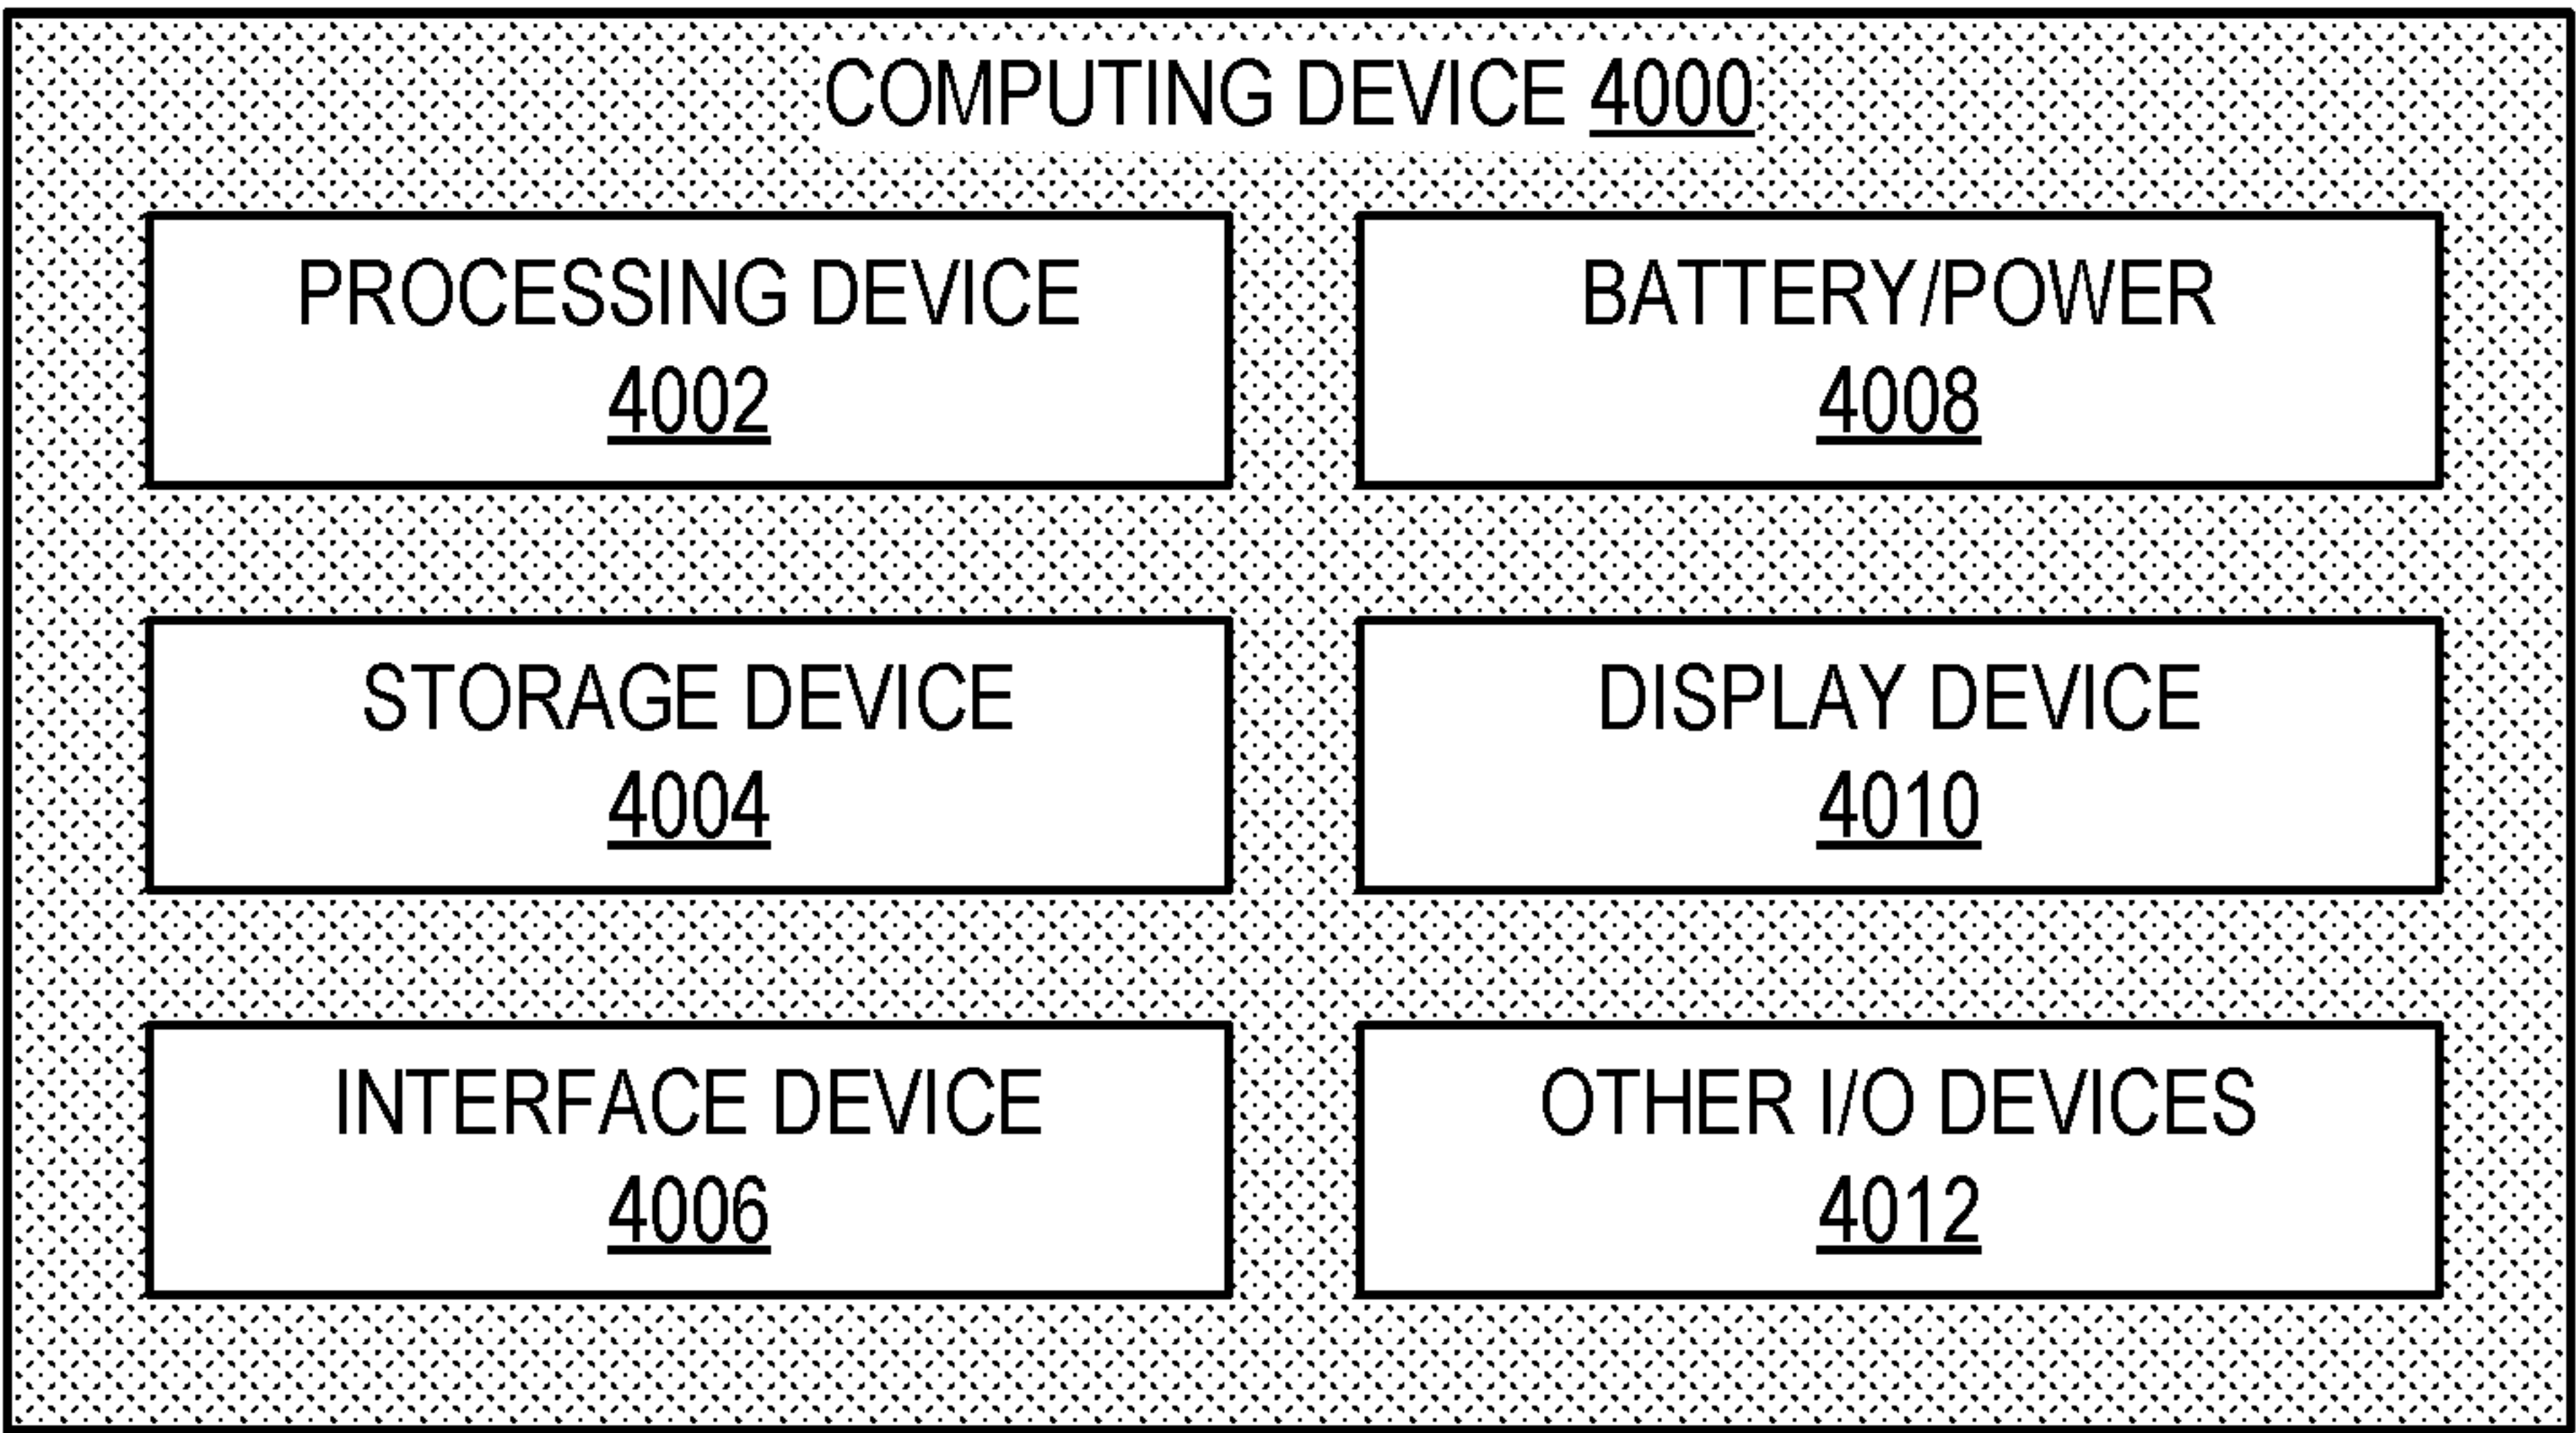 COMPUTING DEVICE 4000
PROCESSING DEVICE
4002
BATTERY/POWER
4008
STORAGE DEVICE
4004
DISPLAY DEVICE
4010
INTERFACE DEVICE
4006
OTHER I/O DEVICES
4012